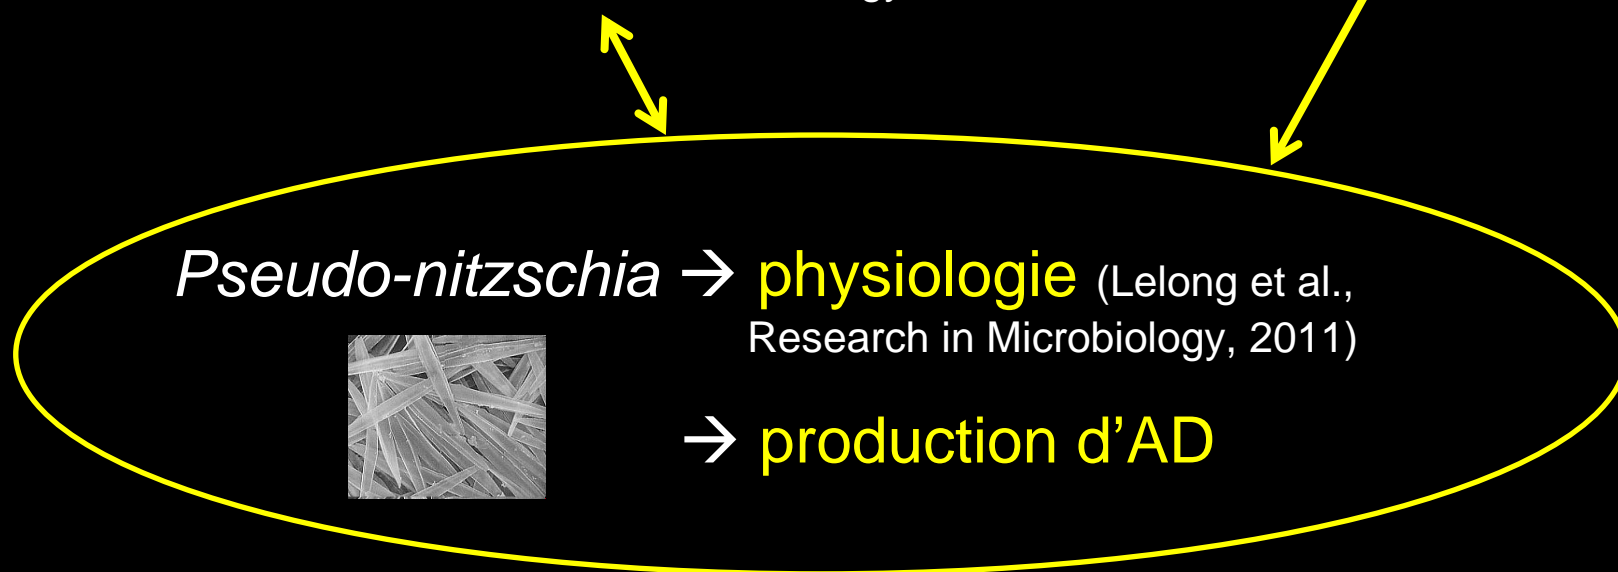 Pseudo-nitzschia → physiologie (Lelong et al.,
Research in Microbiology, 2011)
→ production d’AD